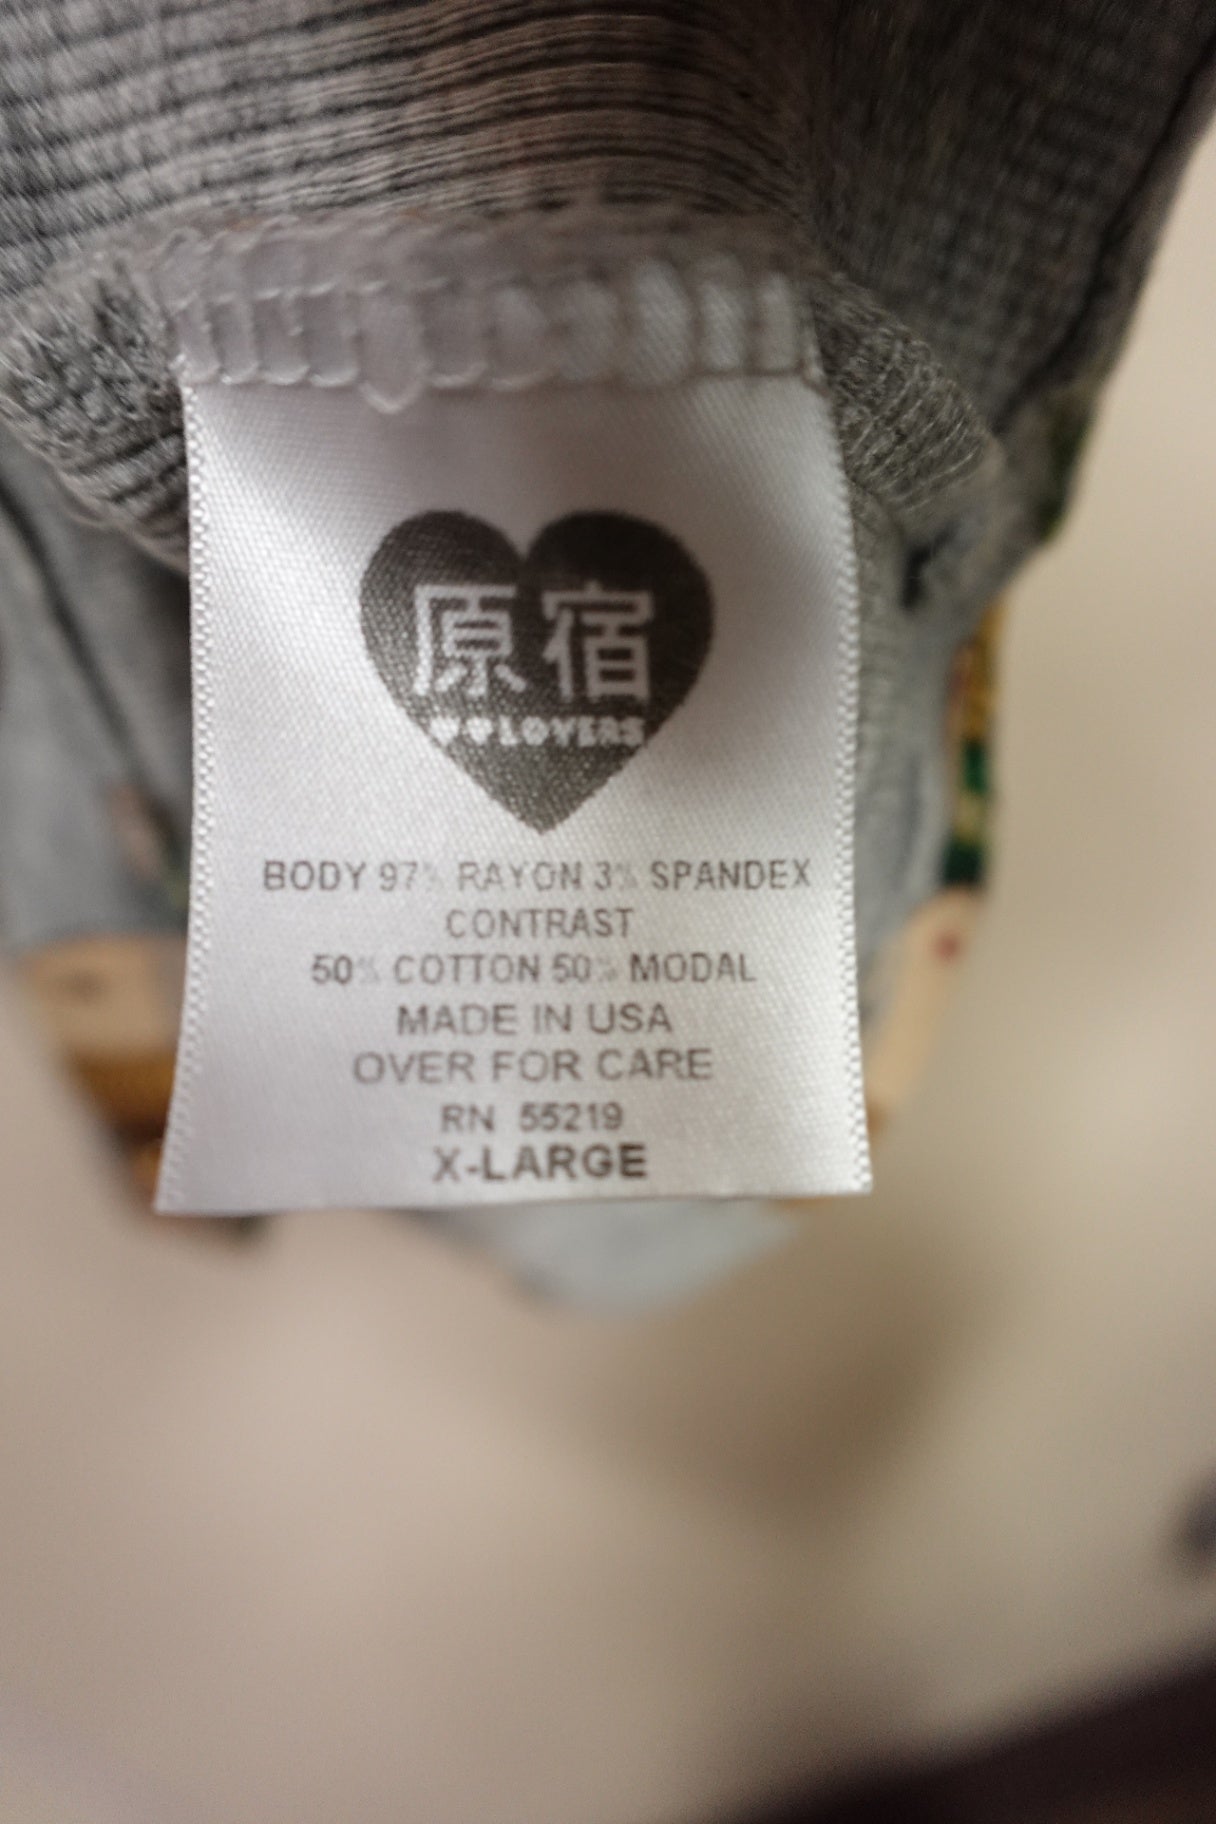 原宿
♥♥LOVERS
BODY 97% RAYON 3% SPANDEX
CONTRAST
50% COTTON 50% MODAL
MADE IN USA
OVER FOR CARE
RN 55219
X-LARGE